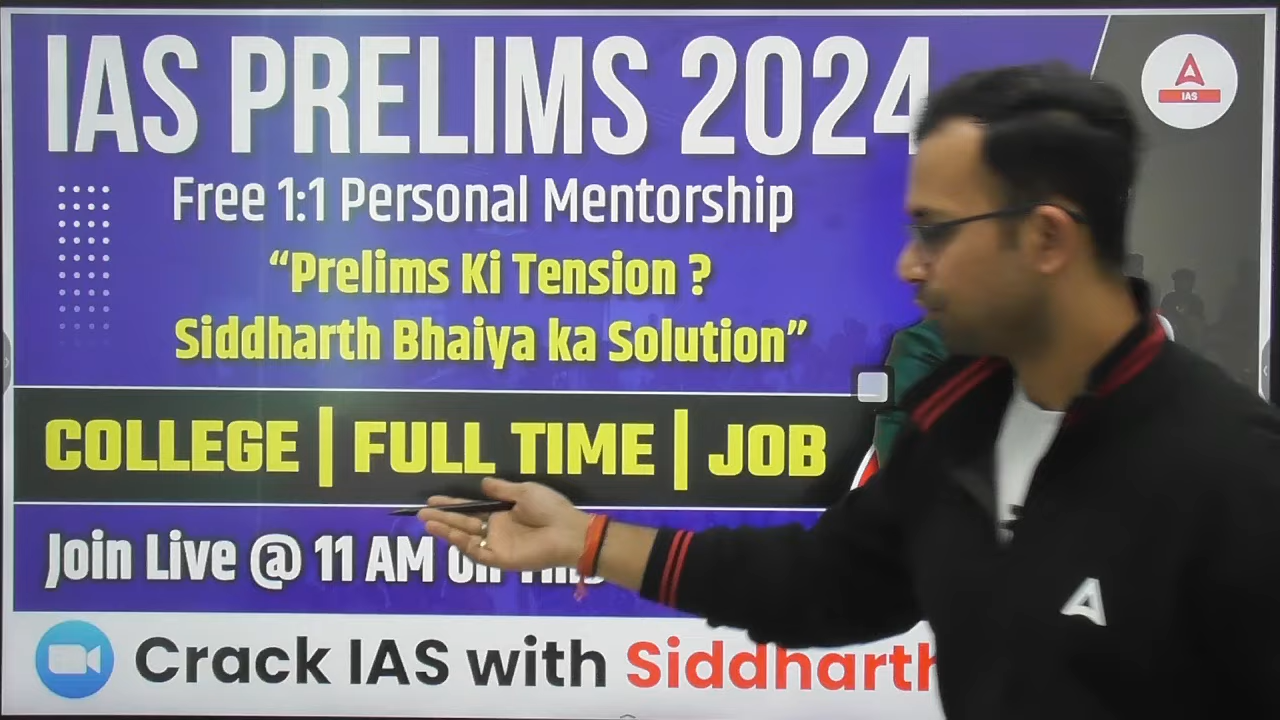 IAS PRELIMS 2024
IAS
Free 1:1 Personal Mentorship
“Prelims Ki Tension ?
Siddharth Bhaiya ka Solution”
COLLEGE | FULL TIME | JOB
Join Live @ 11 AM on
Crack IAS with Siddharth